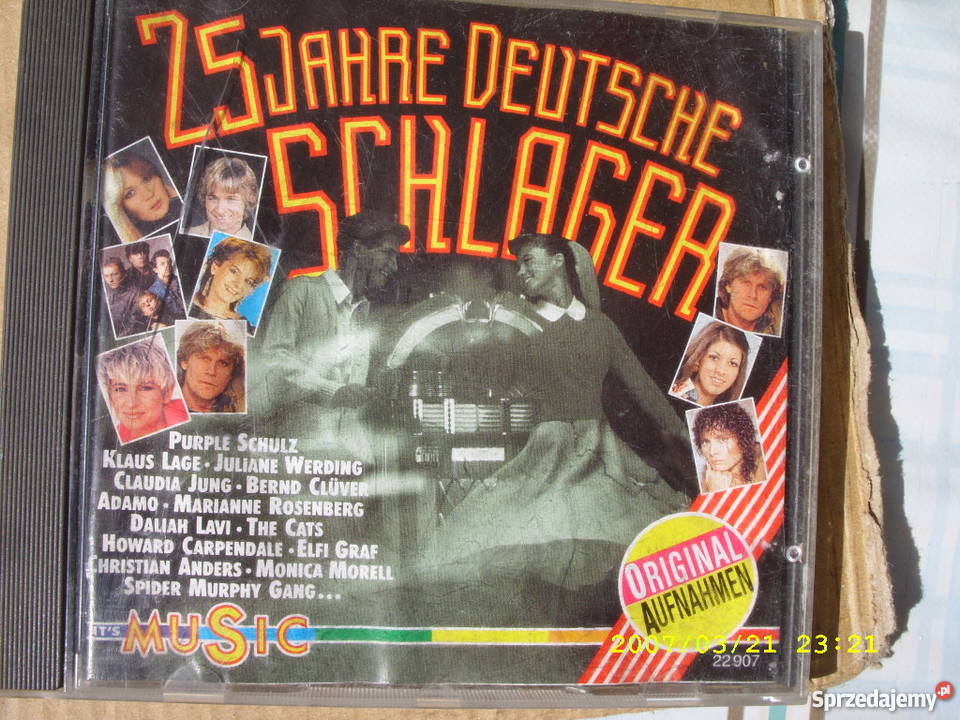 25 JAHRE DEUTSCHE
SCHLAGER
PURPLE SCHULZ
KLAUS LAGE • JULIANE WERDING
CLAUDIA JUNG • BERND CLÜVER
ADAMO • MARIANNE ROSENBERG
DALIAH LAVI • THE CATS
HOWARD CARPENDALE • ELFI GRAF
CHRISTIAN ANDERS • MONICA MORELL
SPIDER MURPHY GANG...
IT'S MUSIC
ORIGINAL
AUFNAHMEN
2007/03/21 23:21
22907
Sprzedajemy.pl